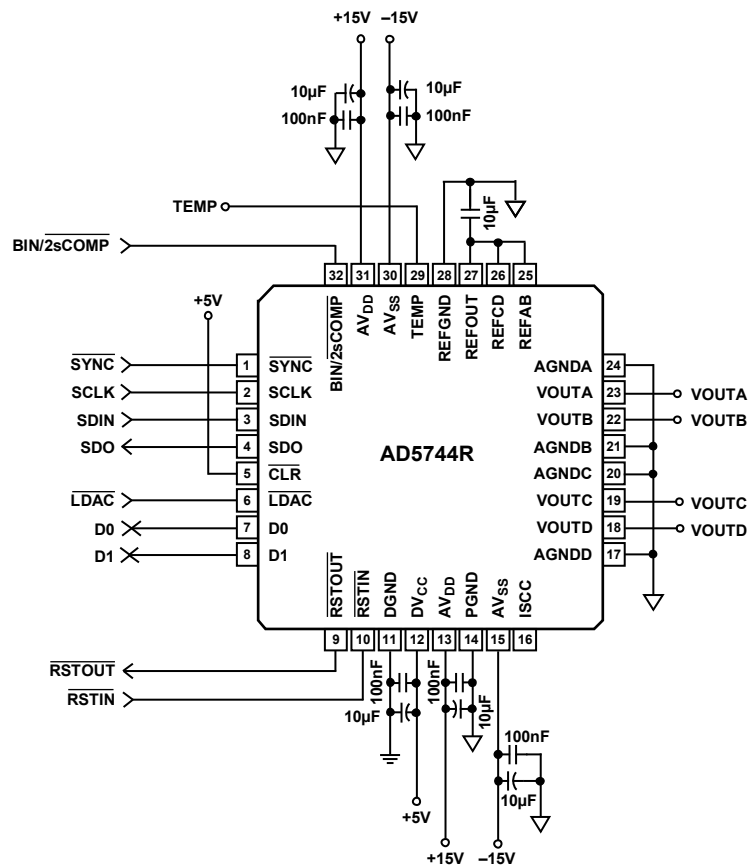 +15V –15V
10µF 10µF
100nF 100nF
TEMP
10µF
BIN/2sCOMP
+5V
32 31 30 29 28 27 26 25
BIN/2sCOMP
AVDD
AVSS
TEMP
REFGND
REFOUT
REFCD
REFAB
SYNC 1 SYNC
SCLK 2 SCLK
SDIN 3 SDIN
SDO 4 SDO
5 CLR
LDAC 6 LDAC
D0 7 D0
D1 8 D1
AD5744R
AGNDA 24
VOUTA 23 VOUTA
VOUTB 22 VOUTB
AGNDB 21
AGNDC 20
VOUTC 19 VOUTC
VOUTD 18 VOUTD
AGNDD 17
RSTOUT
RSTIN
DGND
DVCC
AVDD
PGND
AVSS
ISCC
9 10 11 12 13 14 15 16
RSTOUT
RSTIN
100nF
10µF
100nF
10µF
100nF
10µF
+5V
+15V –15V